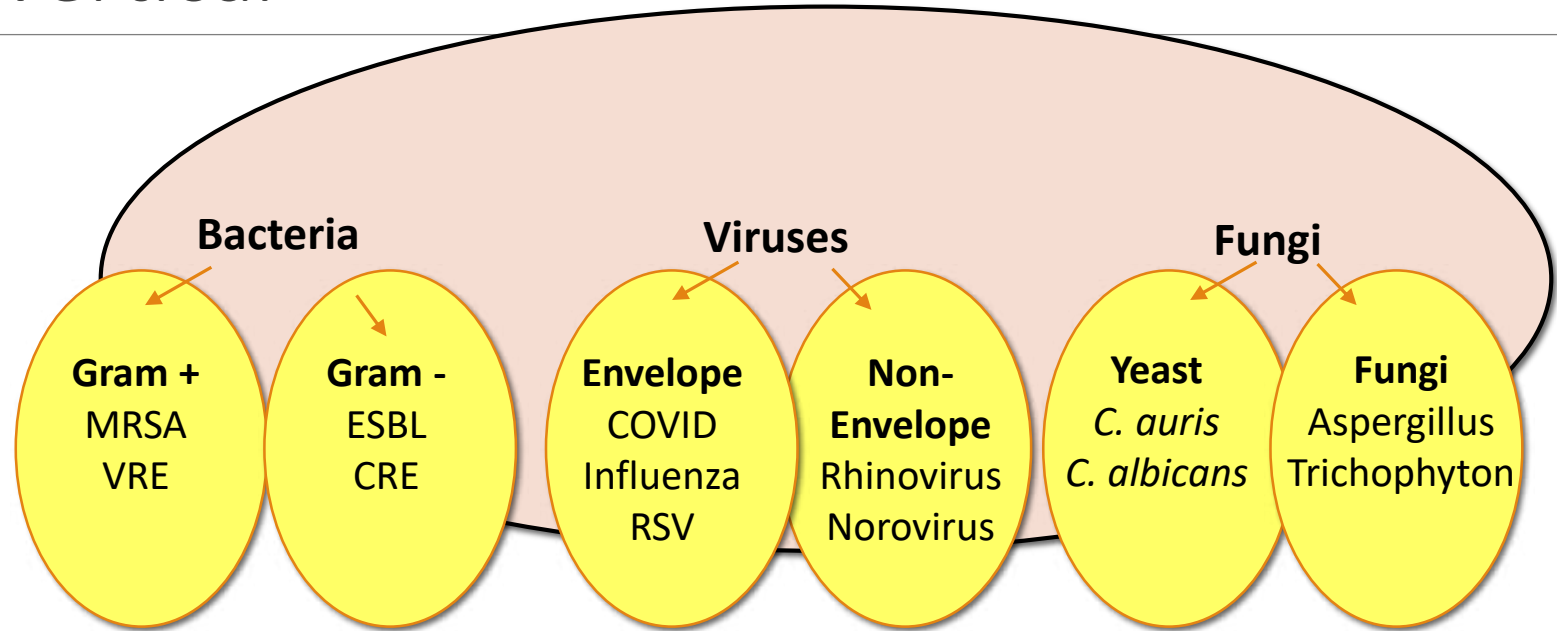 Bacteria
Viruses
Fungi
Gram +
MRSA
VRE
Gram -
ESBL
CRE
Envelope
COVID
Influenza
RSV
Non-
Envelope
Rhinovirus
Norovirus
Yeast
C. auris
C. albicans
Fungi
Aspergillus
Trichophyton